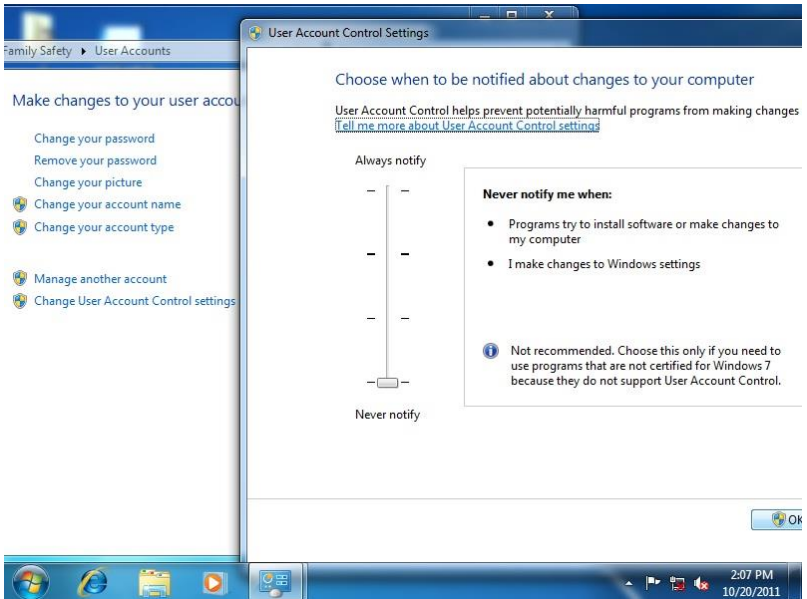 User Account Control Settings
Family Safety ▸ User Accounts
Make changes to your user accou
Change your password
Remove your password
Change your picture
Change your account name
Change your account type
Manage another account
Change User Account Control settings
Choose when to be notified about changes to your computer
User Account Control helps prevent potentially harmful programs from making changes
Tell me more about User Account Control settings
Always notify
Never notify me when:
• Programs try to install software or make changes to
my computer
• I make changes to Windows settings
Not recommended. Choose this only if you need to
use programs that are not certified for Windows 7
because they do not support User Account Control.
Never notify
OK
2:07 PM
10/20/2011